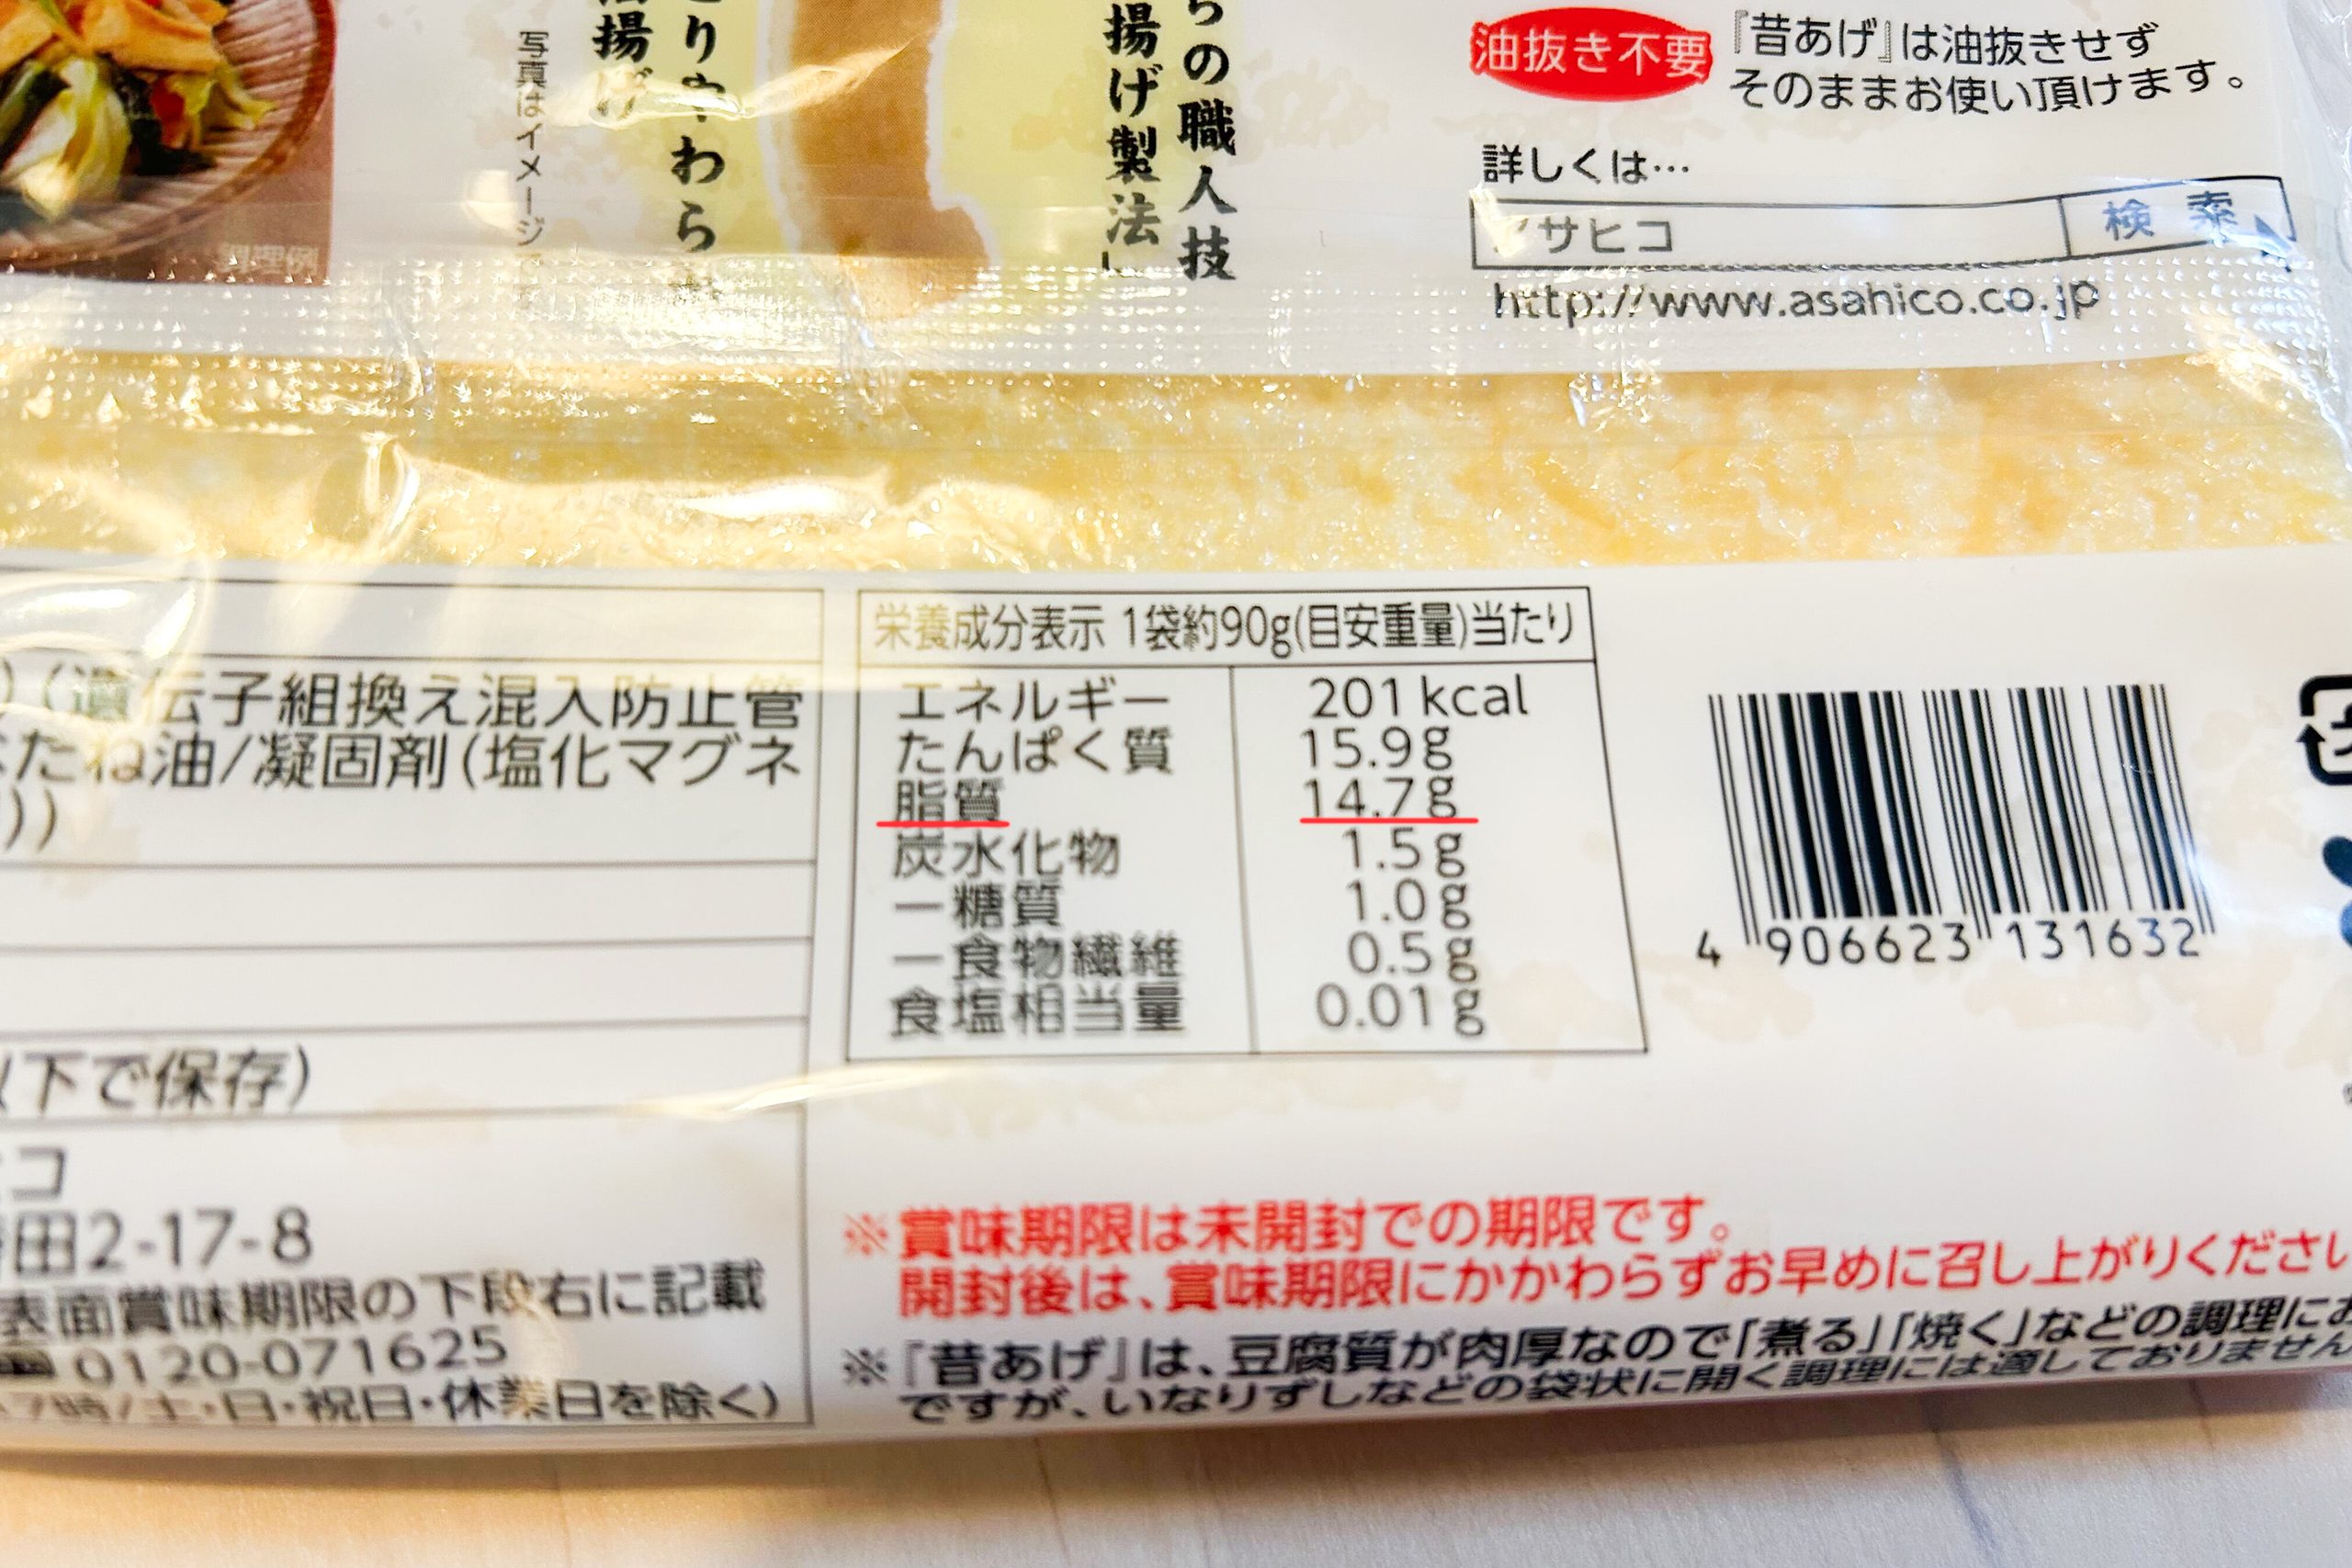 写真はイメージ
揚げ
りやわら
の職人技
揚げ製法」
油抜き不要
『昔あげ』は油抜きせず
そのままお使い頂けます。
詳しくは…
アサヒコ 検索
http://www.asahico.co.jp
調理例
(遺伝子組換え混入防止管
たね油/凝固剤(塩化マグネ
))
以下で保存)
ヒコ
田2-17-8
表面賞味期限の下段右に記載
0120-071625
7時/土・日・祝日・休業日を除く)
栄養成分表示 1袋約90g(目安重量)当たり
エネルギー 201kcal
たんぱく質 15.9g
脂質 14.7g
炭水化物 1.5g
ー糖質 1.0g
ー食物繊維 0.5g
食塩相当量 0.01g
4 906623 131632
※賞味期限は未開封での期限です。
開封後は、賞味期限にかかわらずお早めに召し上がりください
※『昔あげ』は、豆腐質が肉厚なので「煮る」「焼く」などの調理にお
ですが、いなりずしなどの袋状に開く調理には適しておりません